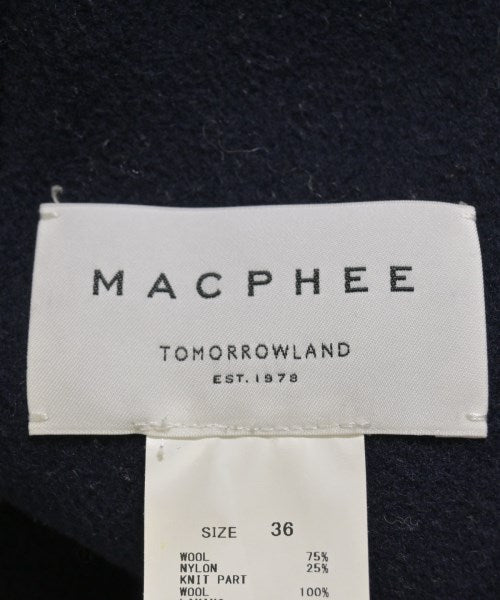 MACPHEE
TOMORROWLAND
EST. 1978
SIZE 36
WOOL 75%
NYLON 25%
KNIT PART
WOOL 100%